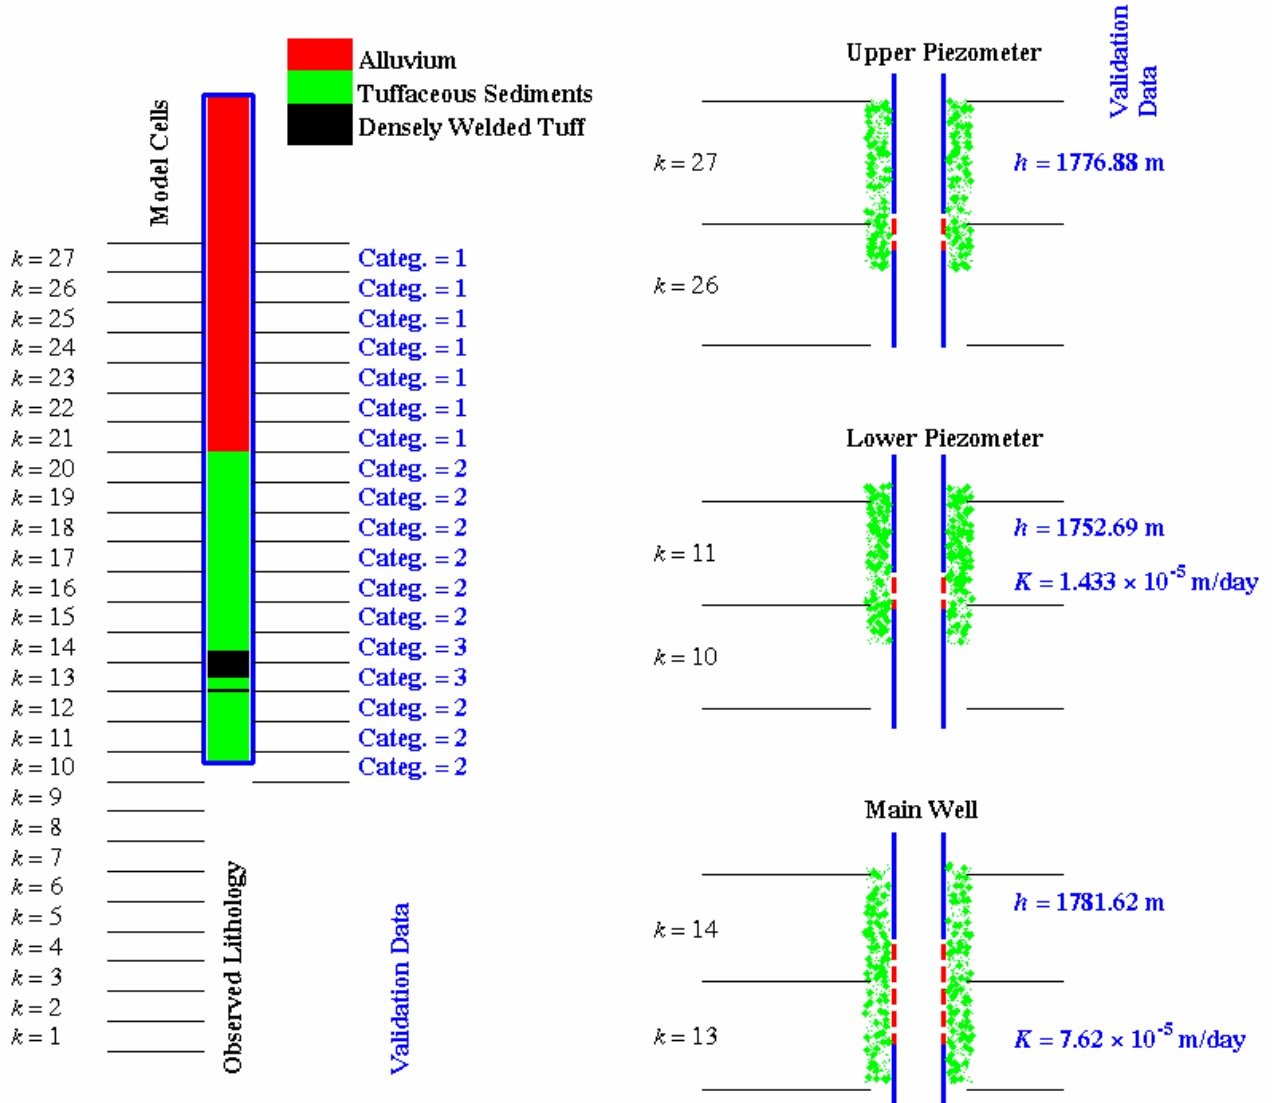 Alluvium
Tuffaceous Sediments
Densely Welded Tuff
Model Cells
k = 27 Categ. = 1
k = 26 Categ. = 1
k = 25 Categ. = 1
k = 24 Categ. = 1
k = 23 Categ. = 1
k = 22 Categ. = 1
k = 21 Categ. = 1
k = 20 Categ. = 2
k = 19 Categ. = 2
k = 18 Categ. = 2
k = 17 Categ. = 2
k = 16 Categ. = 2
k = 15 Categ. = 2
k = 14 Categ. = 3
k = 13 Categ. = 3
k = 12 Categ. = 2
k = 11 Categ. = 2
k = 10 Categ. = 2
k = 9
k = 8
k = 7
k = 6
k = 5
k = 4
k = 3
k = 2
k = 1
Observed Lithology
Validation Data
Upper Piezometer
Validation
Data
k = 27
h = 1776.88 m
k = 26
Lower Piezometer
h = 1752.69 m
k = 11
K = 1.433 × 10⁻⁵ m/day
k = 10
Main Well
h = 1781.62 m
k = 14
k = 13
K = 7.62 × 10⁻⁵ m/day